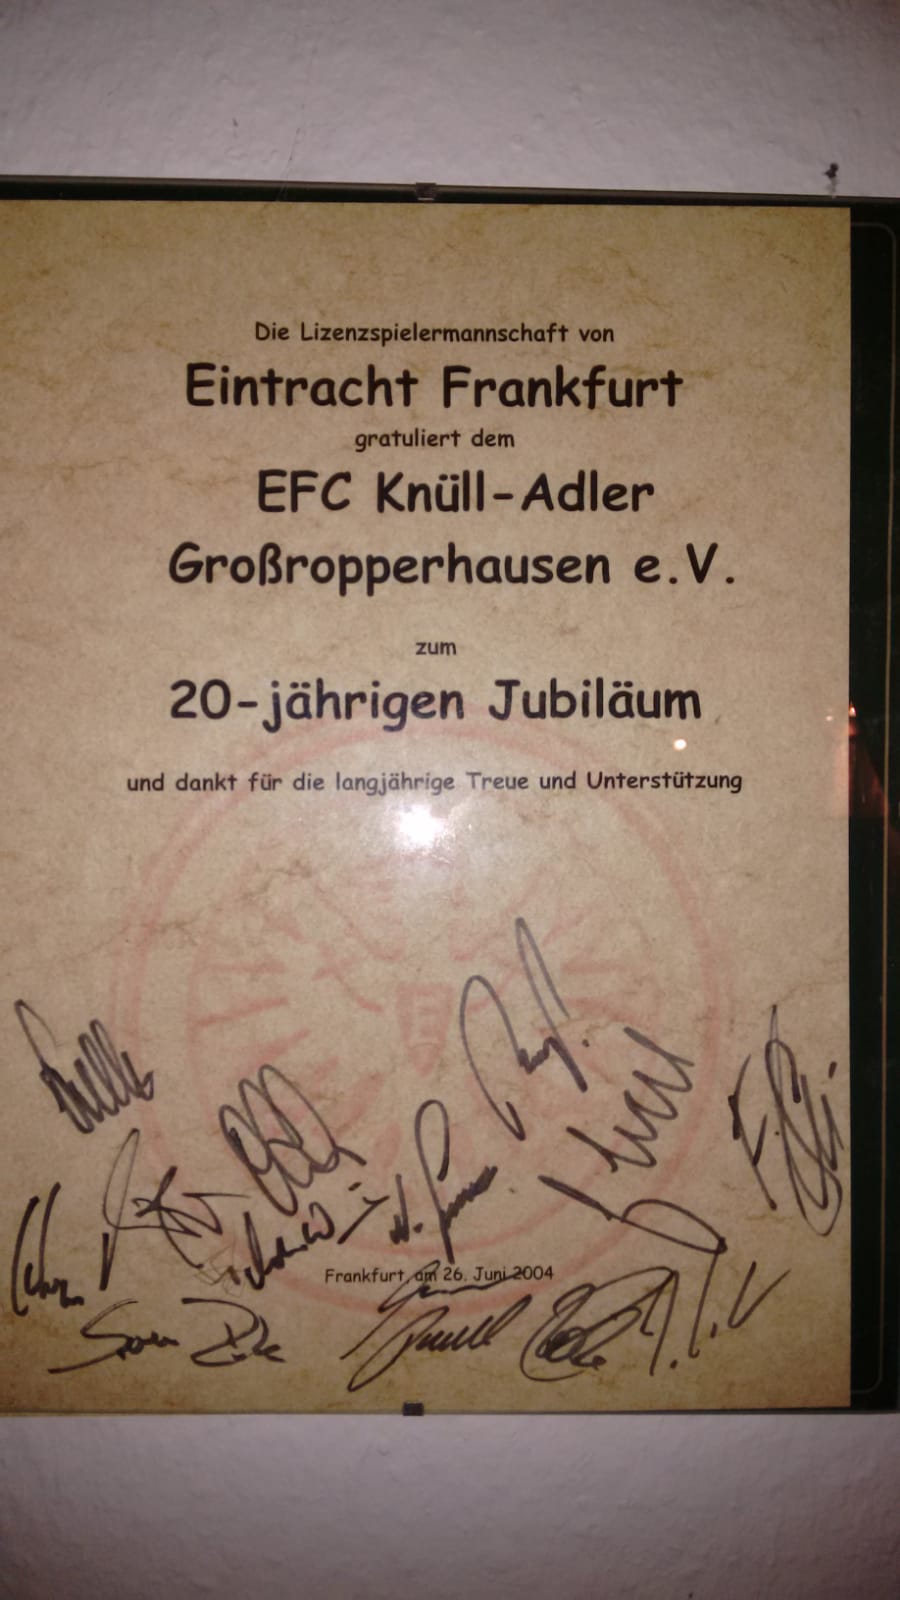 Die Lizenzspielermannschaft von
Eintracht Frankfurt
gratuliert dem
EFC Knüll-Adler
Großropperhausen e.V.
zum
20-jährigen Jubiläum
und dankt für die langjährige Treue und Unterstützung
Frankfurt, am 26. Juni 2004